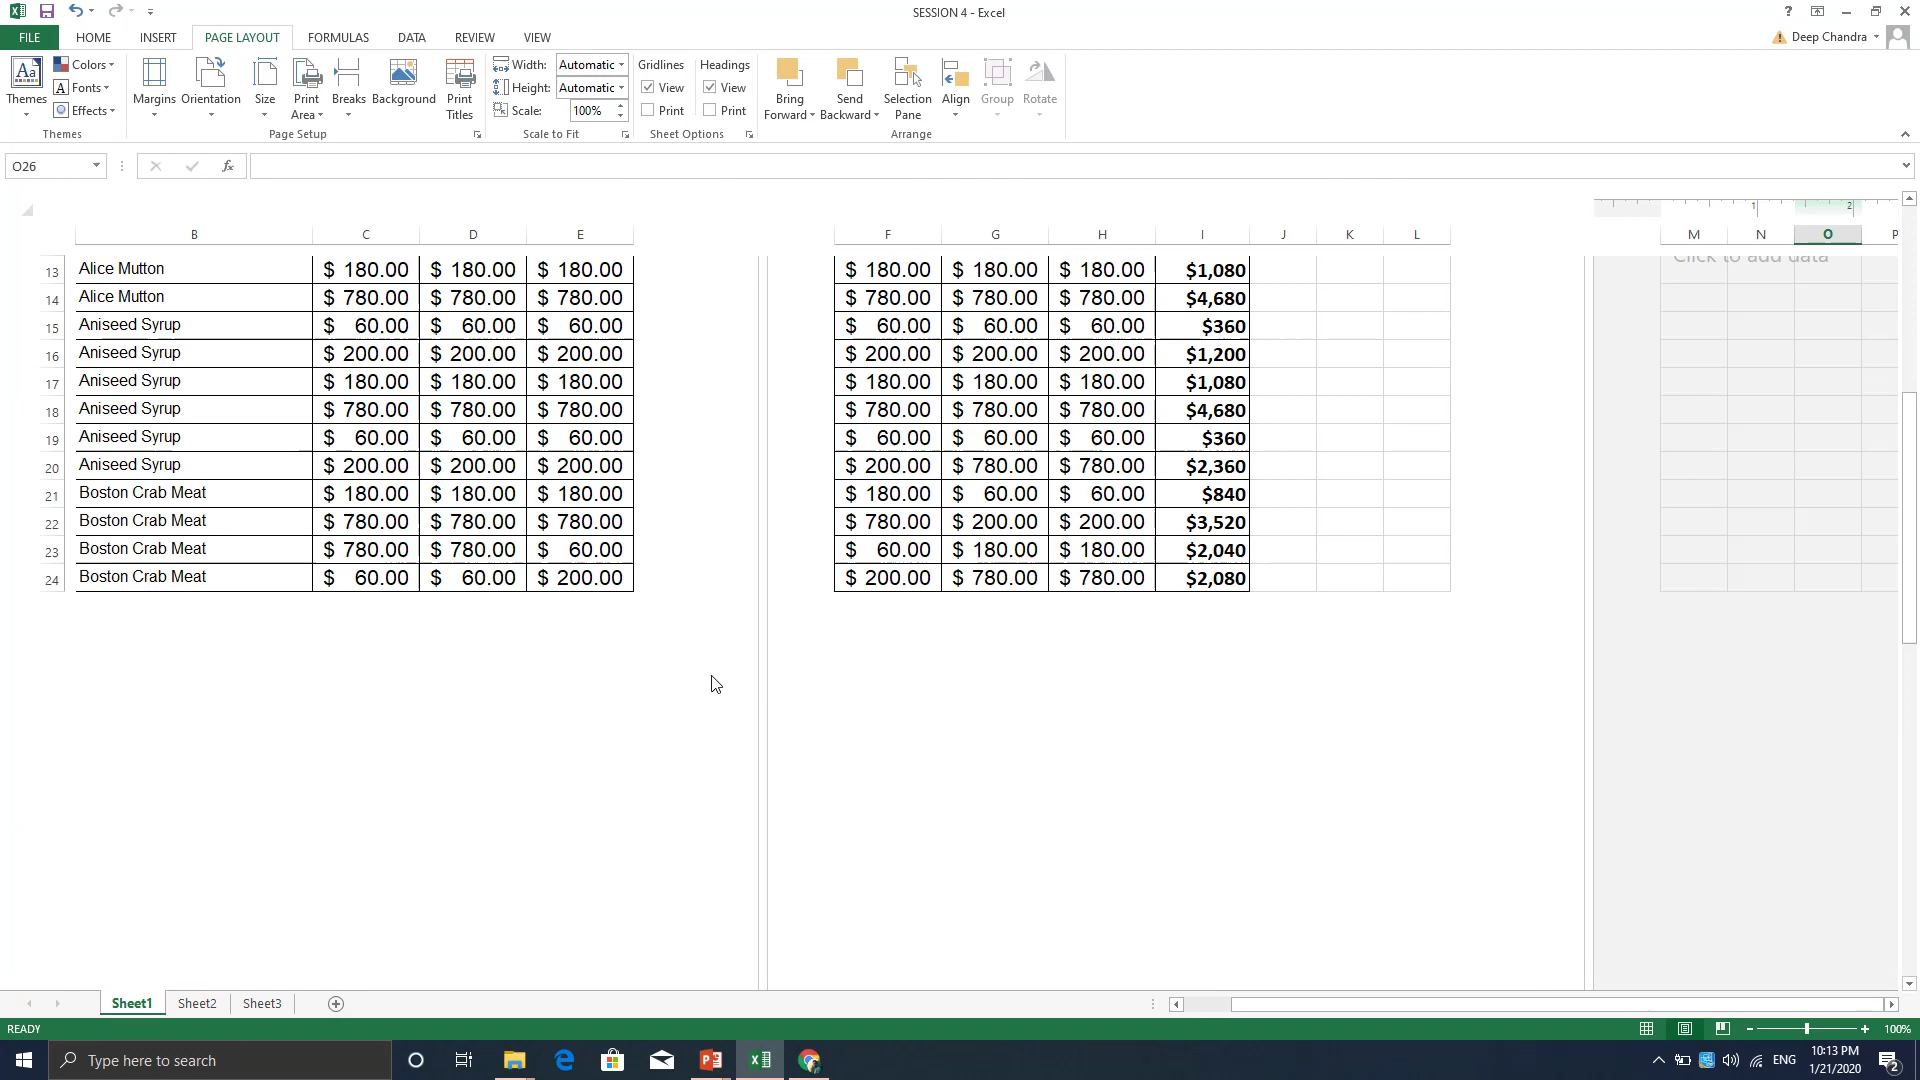 SESSION 4 - Excel
?
FILE HOME INSERT PAGE LAYOUT FORMULAS DATA REVIEW VIEW
Deep Chandra
Themes
Colors
Fonts
Effects
Themes
Margins
Orientation
Size
Print
Area
Breaks
Background
Print
Titles
Page Setup
Width: Automatic
Height: Automatic
Scale: 100%
Scale to Fit
Gridlines
View
Print
Headings
View
Print
Sheet Options
Bring
Forward
Send
Backward
Selection
Pane
Align
Group
Rotate
Arrange
O26
fx
1 2
B C D E F G H I J K L M N O P
Click to add data
13 Alice Mutton $ 180.00 $ 180.00 $ 180.00 $ 180.00 $ 180.00 $ 180.00 $1,080
14 Alice Mutton $ 780.00 $ 780.00 $ 780.00 $ 780.00 $ 780.00 $ 780.00 $4,680
15 Aniseed Syrup $ 60.00 $ 60.00 $ 60.00 $ 60.00 $ 60.00 $ 60.00 $360
16 Aniseed Syrup $ 200.00 $ 200.00 $ 200.00 $ 200.00 $ 200.00 $ 200.00 $1,200
17 Aniseed Syrup $ 180.00 $ 180.00 $ 180.00 $ 180.00 $ 180.00 $ 180.00 $1,080
18 Aniseed Syrup $ 780.00 $ 780.00 $ 780.00 $ 780.00 $ 780.00 $ 780.00 $4,680
19 Aniseed Syrup $ 60.00 $ 60.00 $ 60.00 $ 60.00 $ 60.00 $ 60.00 $360
20 Aniseed Syrup $ 200.00 $ 200.00 $ 200.00 $ 200.00 $ 780.00 $ 780.00 $2,360
21 Boston Crab Meat $ 180.00 $ 180.00 $ 180.00 $ 180.00 $ 60.00 $ 60.00 $840
22 Boston Crab Meat $ 780.00 $ 780.00 $ 780.00 $ 780.00 $ 200.00 $ 200.00 $3,520
23 Boston Crab Meat $ 780.00 $ 780.00 $ 60.00 $ 60.00 $ 180.00 $ 180.00 $2,040
24 Boston Crab Meat $ 60.00 $ 60.00 $ 200.00 $ 200.00 $ 780.00 $ 780.00 $2,080
Sheet1 Sheet2 Sheet3
READY
100%
Type here to search
ENG
10:13 PM
1/21/2020
2